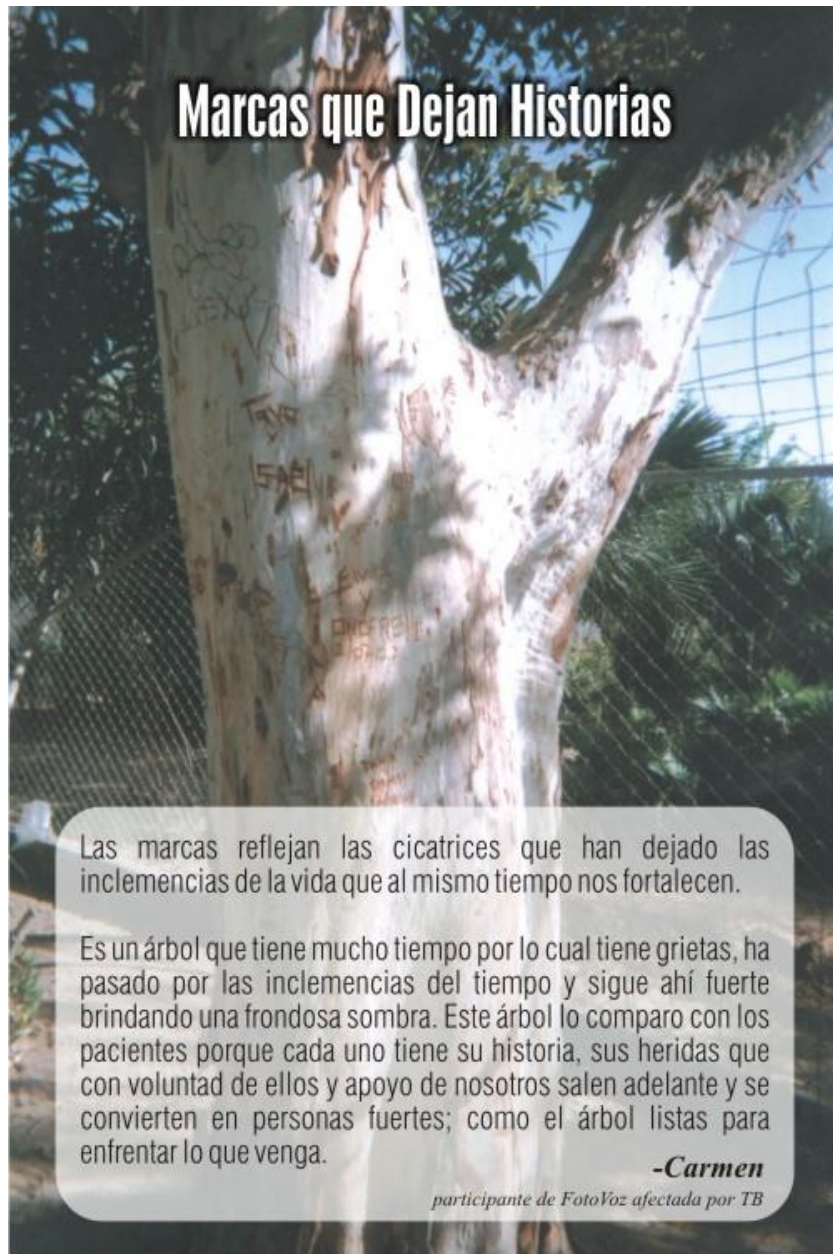 Marcas que Dejan Historias
Tavo
y
ISAEl
y
ONOFRE
Las marcas reflejan las cicatrices que han dejado las
inclemencias de la vida que al mismo tiempo nos fortalecen.
Es un árbol que tiene mucho tiempo por lo cual tiene grietas, ha
pasado por las inclemencias del tiempo y sigue ahí fuerte
brindando una frondosa sombra. Este árbol lo comparo con los
pacientes porque cada uno tiene su historia, sus heridas que
con voluntad de ellos y apoyo de nosotros salen adelante y se
convierten en personas fuertes; como el árbol listas para
enfrentar lo que venga.
-Carmen
participante de FotoVoz afectada por TB